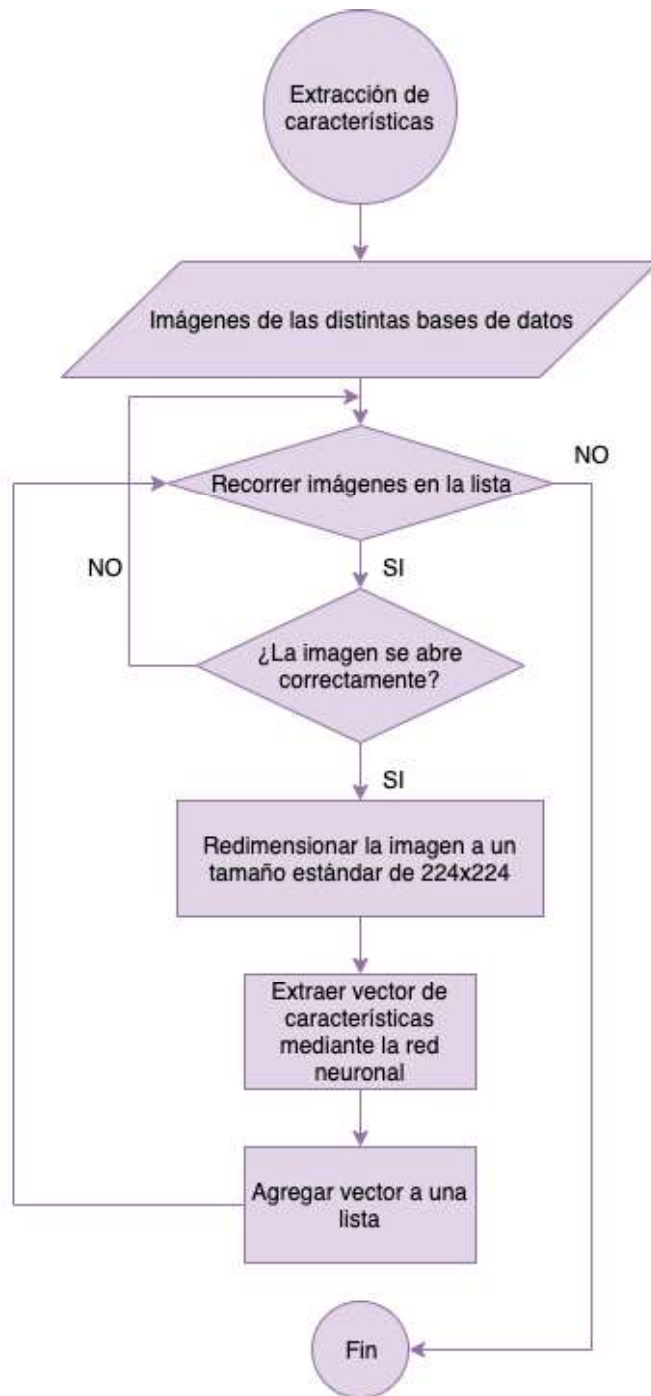 Extracción de
características
Imágenes de las distintas bases de datos
Recorrer imágenes en la lista
NO
SI
NO
¿La imagen se abre
correctamente?
SI
Redimensionar la imagen a un
tamaño estándar de 224x224
Extraer vector de
características
mediante la red
neuronal
Agregar vector a una
lista
Fin